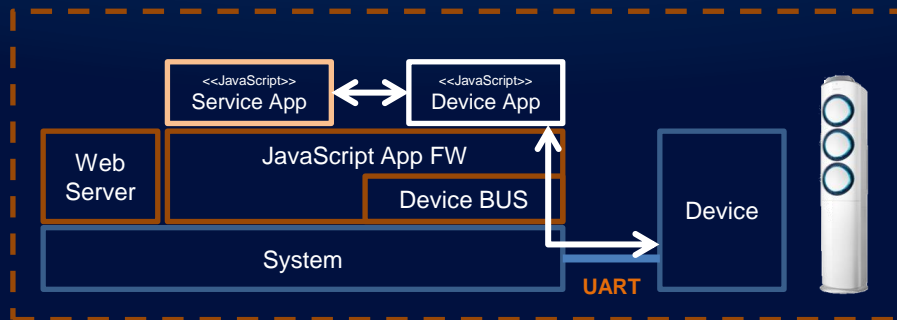 <<JavaScript>>
Service App
<<JavaScript>>
Device App
Web
Server
JavaScript App FW
Device BUS
Device
System
UART